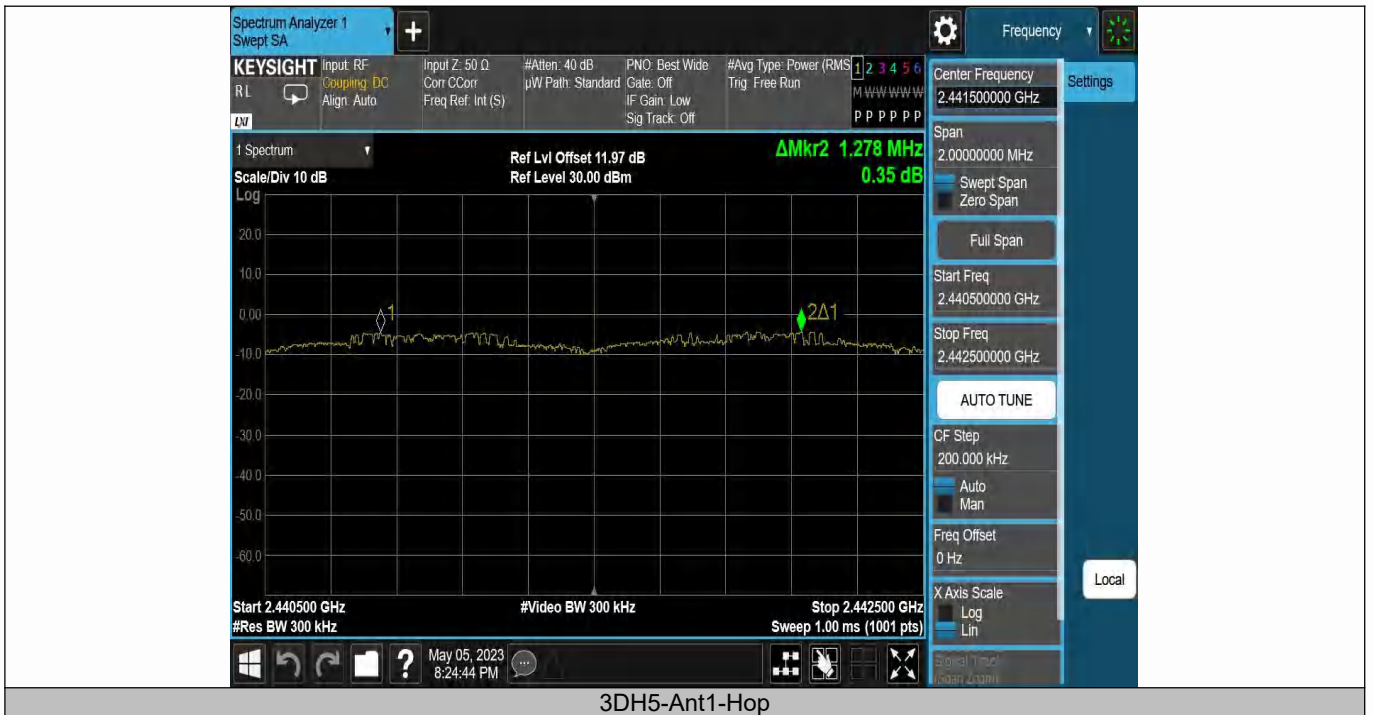 Spectrum Analyzer 1
Swept SA
+
Frequency
KEYSIGHT
RL
LXI
Input: RF
Coupling: DC
Align: Auto
Input Z: 50 Ω
Corr CCorr
Freq Ref: Int (S)
#Atten: 40 dB
µW Path: Standard
PNO: Best Wide
Gate: Off
IF Gain: Low
Sig Track: Off
#Avg Type: Power (RMS
Trig: Free Run
1 2 3 4 5 6
M W W W W W
P P P P P P
1 Spectrum
Scale/Div 10 dB
Log
Ref Lvl Offset 11.97 dB
Ref Level 30.00 dBm
ΔMkr2 1.278 MHz
0.35 dB
20.0
10.0
0.00
-10.0
-20.0
-30.0
-40.0
-50.0
-60.0
1
2Δ1
Start 2.440500 GHz
#Res BW 300 kHz
#Video BW 300 kHz
Stop 2.442500 GHz
Sweep 1.00 ms (1001 pts)
Center Frequency
2.441500000 GHz
Settings
Span
2.00000000 MHz
Swept Span
Zero Span
Full Span
Start Freq
2.440500000 GHz
Stop Freq
2.442500000 GHz
AUTO TUNE
CF Step
200.000 kHz
Auto
Man
Freq Offset
0 Hz
X Axis Scale
Log
Lin
Signal Track
(Span Zoom)
Local
?
May 05, 2023
8:24:44 PM
3DH5-Ant1-Hop